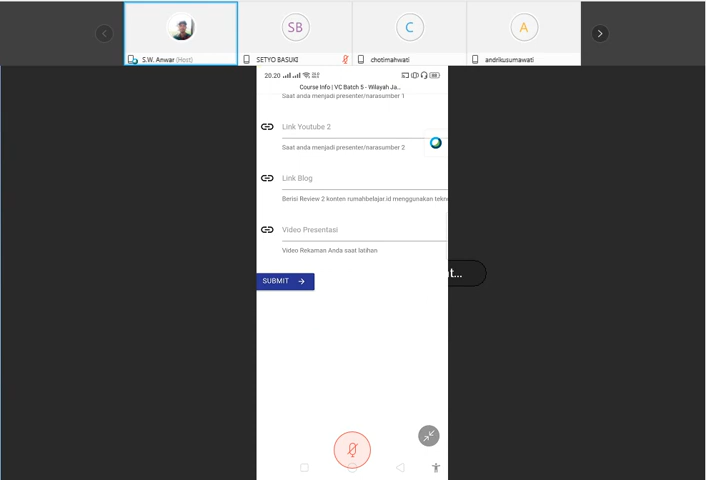 SB
C
A
S.W. Anwar (Host)
SETYO BASUKI
chotimahwati
andrikusumawati
20.20
Course Info | VC Batch 5 - Wilayah Ja...
Saat anda menjadi presenter/narasumber 1
Link Youtube 2
Saat anda menjadi presenter/narasumber 2
Link Blog
Berisi Review 2 konten rumahbelajar.id menggunakan tekn
Video Presentasi
Video Rekaman Anda saat latihan
SUBMIT
t...